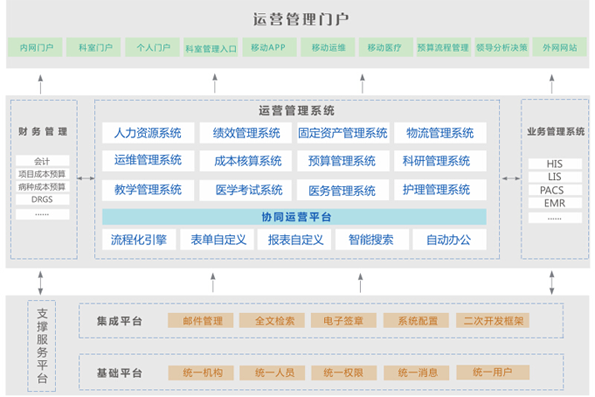 运营管理门户
内网门户 科室门户 个人门户 科室管理入口 移动APP 移动运维 移动医疗 预算流程管理 领导分析决策 外网网站
财务管理
会计
项目成本预算
病种成本预算
DRGS
......
运营管理系统
人力资源系统 绩效管理系统 固定资产管理系统 物流管理系统
运维管理系统 成本核算系统 预算管理系统 科研管理系统
教学管理系统 医学考试系统 医务管理系统 护理管理系统
协同运营平台
流程化引擎 表单自定义 报表自定义 智能搜索 自动办公
业务管理系统
HIS
LIS
PACS
EMR
......
支撑服务平台
集成平台 邮件管理 全文检索 电子签章 系统配置 二次开发框架
基础平台 统一机构 统一人员 统一权限 统一消息 统一用户